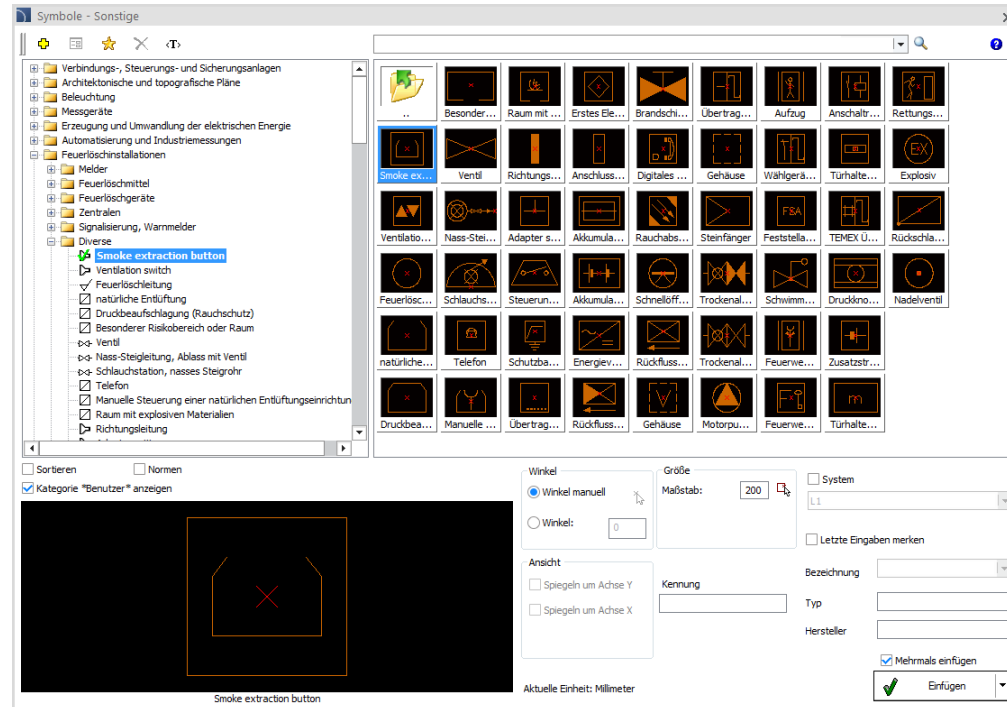 Symbole - Sonstige
‹T›
Verbindungs-, Steuerungs- und Sicherungsanlagen
Architektonische und topografische Pläne
Beleuchtung
Messgeräte
Erzeugung und Umwandlung der elektrischen Energie
Automatisierung und Industriemessungen
Feuerlöschinstallationen
Melder
Feuerlöschmittel
Feuerlöschgeräte
Zentralen
Signalisierung, Warnmelder
Diverse
Smoke extraction button
Ventilation switch
Feuerlöschleitung
natürliche Entlüftung
Druckbeaufschlagung (Rauchschutz)
Besonderer Risikobereich oder Raum
Ventil
Nass-Steigleitung, Ablass mit Ventil
Schlauchstation, nasses Steigrohr
Telefon
Manuelle Steuerung einer natürlichen Entlüftungseinrichtun
Raum mit explosiven Materialien
Richtungsleitung
.. Besonder... Raum mit ... Erstes Ele... Brandschi... Übertrag... Aufzug Anschaltr... Rettungs...
EX
Smoke ex... Ventil Richtungs... Anschluss... Digitales ... Gehäuse Wählgerä... Türhalte... Explosiv
FSA
Ventilatio... Nass-Stei... Adapter s... Akkumula... Rauchabs... Steinfänger Feststella... TEMEX Ü... Rückschla...
Feuerlösc... Schlauchs... Steuerun... Akkumula... Schnellöff... Trockenal... Schwimm... Druckkno... Nadelventil
natürliche... Telefon Schutzba... Energiev... Rückfluss... Trockenal... Feuerwe... Zusatzstr...
Druckbea... Manuelle ... Übertrag... Rückfluss... Gehäuse Motorpu... Feuerwe... Türhalte...
Sortieren Normen
Kategorie "Benutzer" anzeigen
Smoke extraction button
Winkel
Winkel manuell
Winkel: 0
Größe
Maßstab: 200
System
L1
Letzte Eingaben merken
Ansicht
Spiegeln um Achse Y
Spiegeln um Achse X
Kennung
Bezeichnung
Typ
Hersteller
Mehrmals einfügen
Aktuelle Einheit: Millimeter
Einfügen